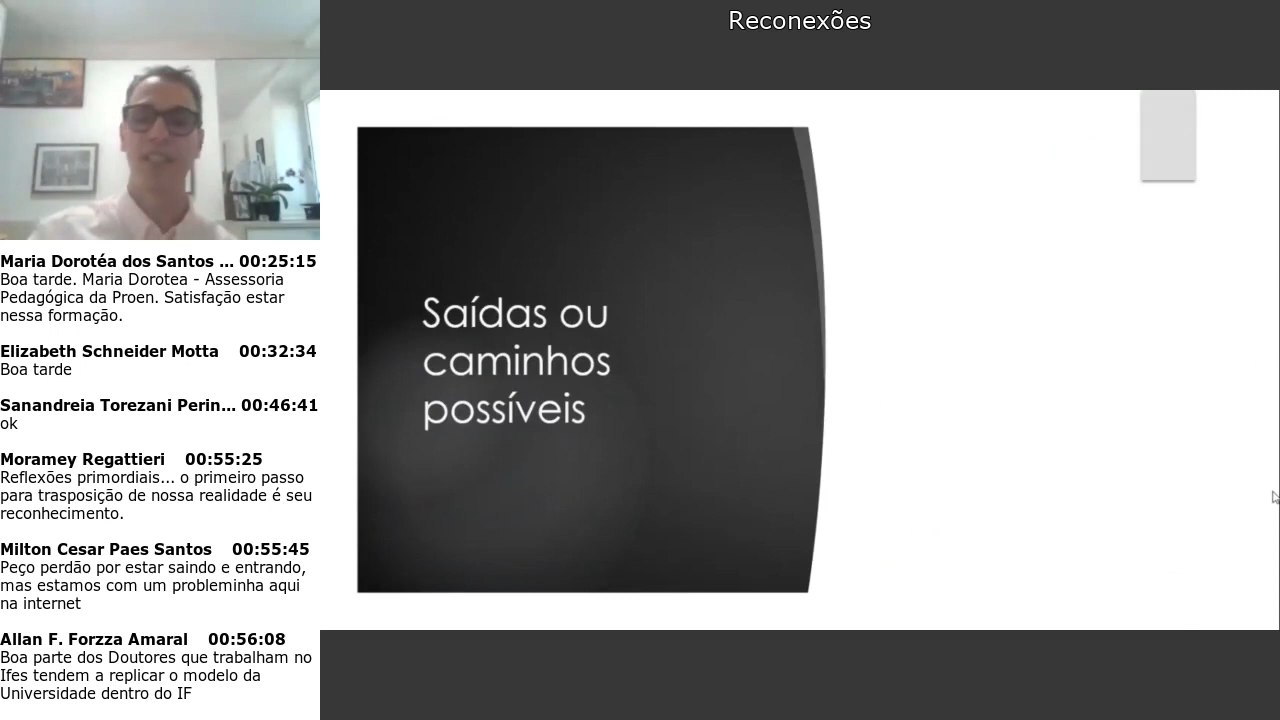 Reconexões
Saídas ou
caminhos
possíveis
Maria Dorotéa dos Santos ... 00:25:15
Boa tarde. Maria Dorotea - Assessoria
Pedagógica da Proen. Satisfação estar
nessa formação.
Elizabeth Schneider Motta 00:32:34
Boa tarde
Sanandreia Torezani Perin... 00:46:41
ok
Moramey Regattieri 00:55:25
Reflexões primordiais... o primeiro passo
para trasposição de nossa realidade é seu
reconhecimento.
Milton Cesar Paes Santos 00:55:45
Peço perdão por estar saindo e entrando,
mas estamos com um probleminha aqui
na internet
Allan F. Forzza Amaral 00:56:08
Boa parte dos Doutores que trabalham no
Ifes tendem a replicar o modelo da
Universidade dentro do IF